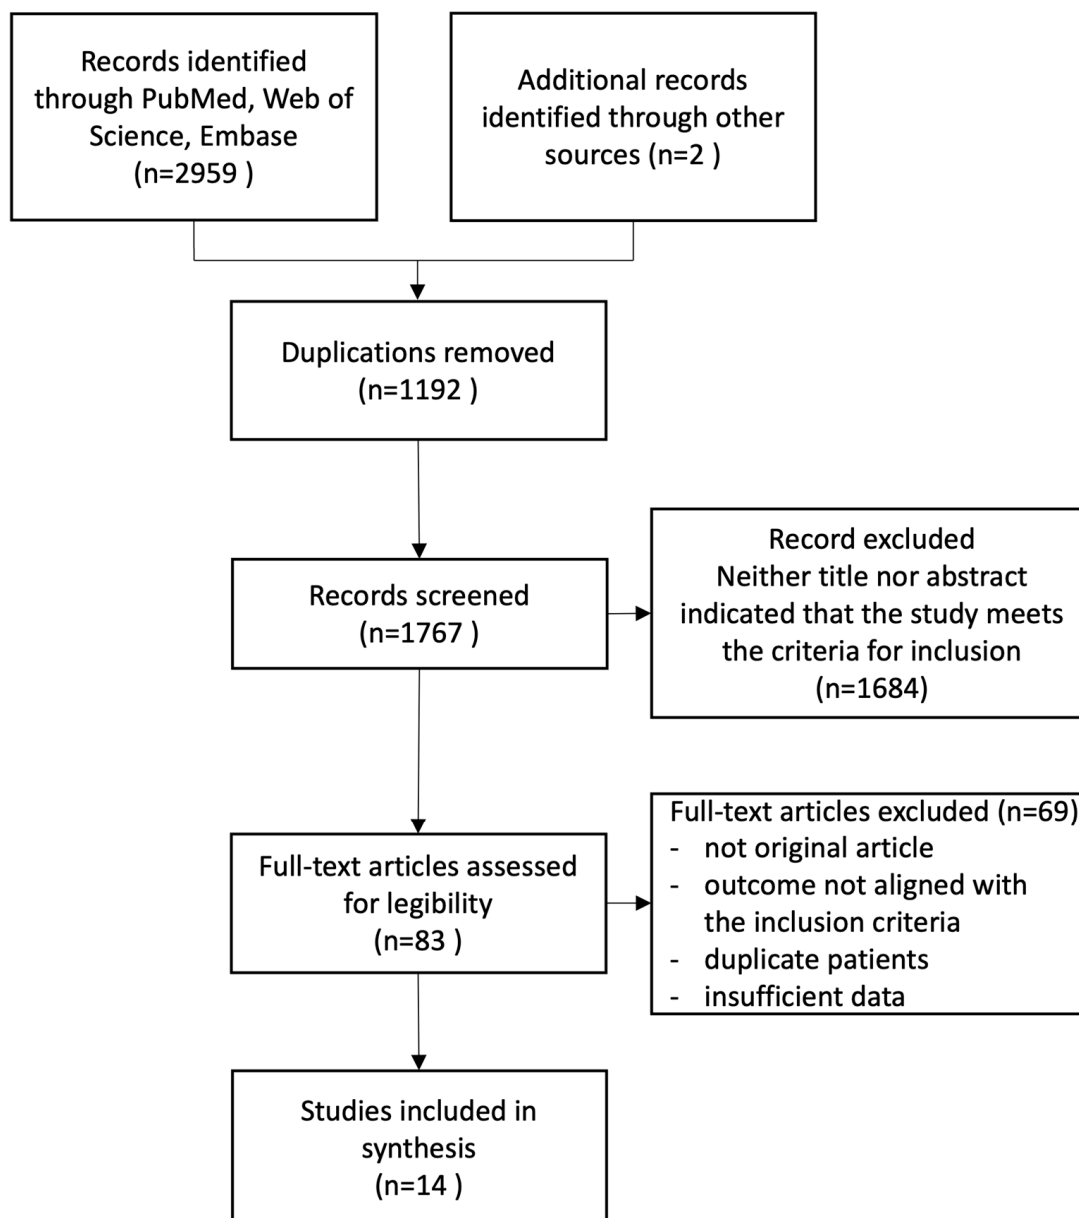 Records identified
through PubMed, Web of
Science, Embase
(n=2959 )
Additional records
identified through other
sources (n=2 )
Duplications removed
(n=1192 )
Records screened
(n=1767 )
Record excluded
Neither title nor abstract
indicated that the study meets
the criteria for inclusion
(n=1684)
Full-text articles assessed
for legibility
(n=83 )
Full-text articles excluded (n=69)
- not original article
- outcome not aligned with
the inclusion criteria
- duplicate patients
- insufficient data
Studies included in
synthesis
(n=14 )